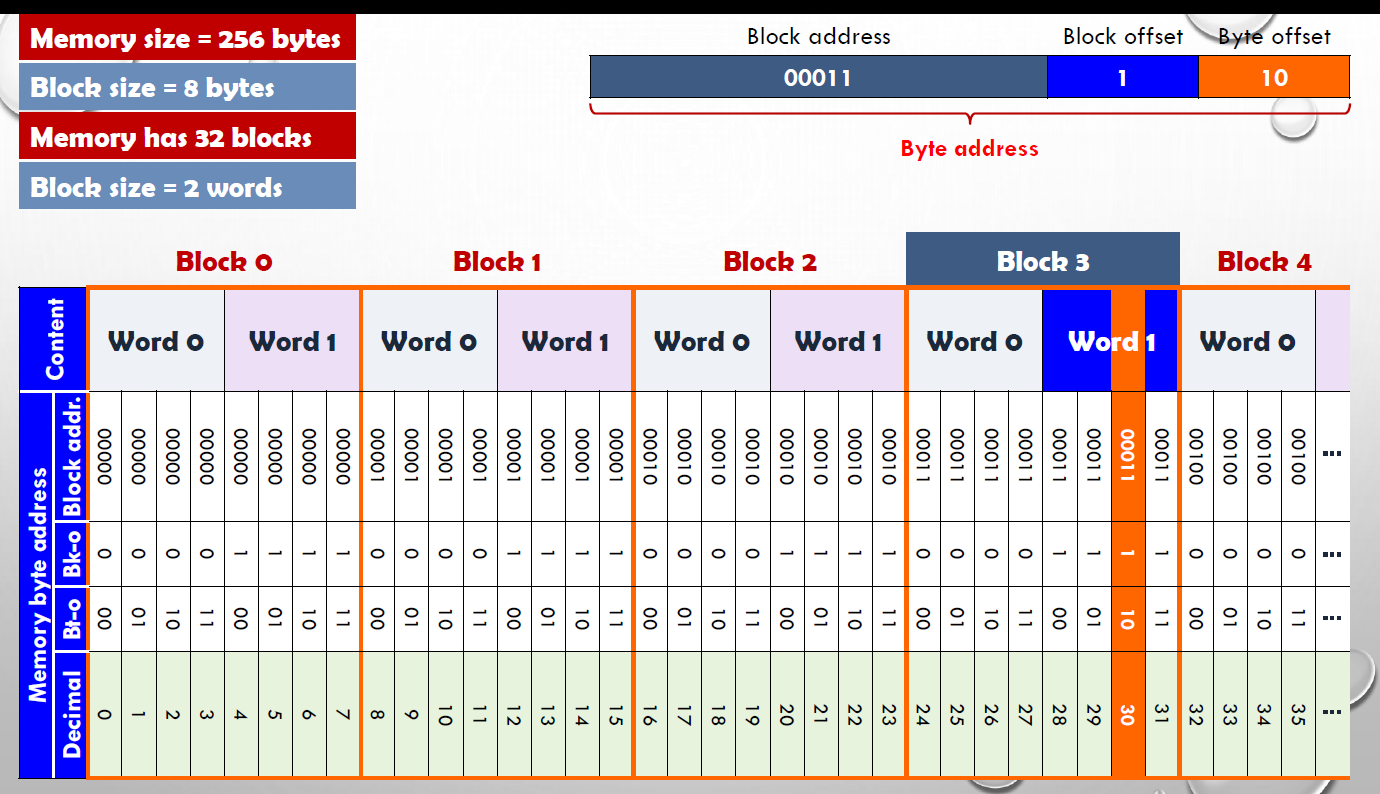 Memory size = 256 bytes
Block size = 8 bytes
Memory has 32 blocks
Block size = 2 words
Block address Block offset Byte offset
00011 1 10
Byte address
Block 0 Block 1 Block 2 Block 3 Block 4
Content Word 0 Word 1 Word 0 Word 1 Word 0 Word 1 Word 0 Word 1 Word 0
Memory byte address
Block addr. 00000 00000 00000 00000 00000 00000 00000 00000 00001 00001 00001 00001 00001 00001 00001 00001 00010 00010 00010 00010 00010 00010 00010 00010 00011 00011 00011 00011 00011 00011 00011 00011 00100 00100 00100 00100 ...
Bk-o 0 0 0 0 1 1 1 1 0 0 0 0 1 1 1 1 0 0 0 0 1 1 1 1 0 0 0 0 1 1 1 1 0 0 0 0 ...
Bt-o 00 01 10 11 00 01 10 11 00 01 10 11 00 01 10 11 00 01 10 11 00 01 10 11 00 01 10 11 00 01 10 11 00 01 10 11 ...
Decimal 0 1 2 3 4 5 6 7 8 9 10 11 12 13 14 15 16 17 18 19 20 21 22 23 24 25 26 27 28 29 30 31 32 33 34 35 ...